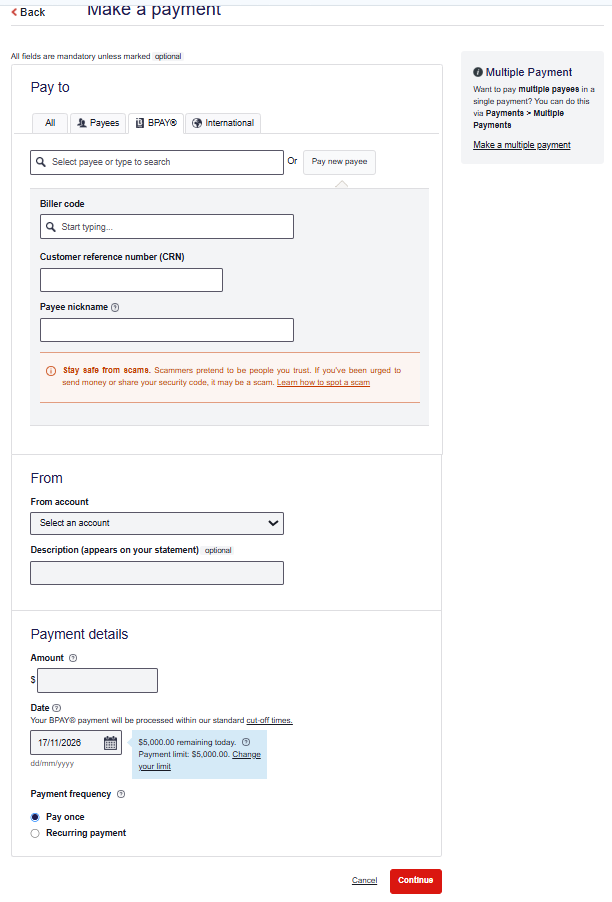 Back
Make a payment
All fields are mandatory unless marked optional
Pay to
All
Payees
BPAY®
International
Select payee or type to search
Or
Pay new payee
Biller code
Start typing...
Customer reference number (CRN)
Payee nickname
Stay safe from scams. Scammers pretend to be people you trust. If you've been urged to
send money or share your security code, it may be a scam. Learn how to spot a scam
From
From account
Select an account
Description (appears on your statement) optional
Payment details
Amount
$
Date
Your BPAY® payment will be processed within our standard cut-off times.
17/11/2026
dd/mm/yyyy
$5,000.00 remaining today.
Payment limit: $5,000.00. Change
your limit
Payment frequency
Pay once
Recurring payment
Cancel
Continue
Multiple Payment
Want to pay multiple payees in a
single payment? You can do this
via Payments > Multiple
Payments
Make a multiple payment